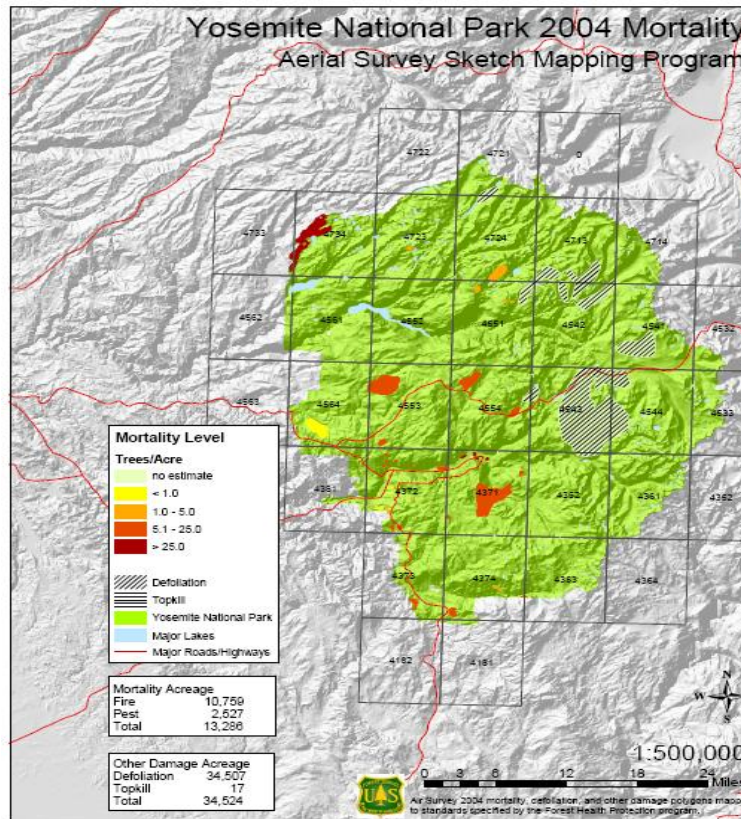 Yosemite National Park 2004 Mortality
Aerial Survey Sketch Mapping Program
4722
4721
0
4733
4734
4723
4724
4713
4714
4562
4561
4552
4551
4542
4541
4532
4563
4564
4553
4554
4543
4544
4533
4381
4372
4371
4362
4361
4352
4373
4374
4363
4364
4182
4181
Mortality Level
Trees/Acre
no estimate
< 1.0
1.0 - 5.0
5.1 - 25.0
> 25.0
Defoliation
Topkill
Yosemite National Park
Major Lakes
Major Roads/Highways
Mortality Acreage
Fire 10,759
Pest 2,527
Total 13,286
Other Damage Acreage
Defoliation 34,507
Topkill 17
Total 34,524
N
W E
S
1:500,000
0 3 6 12 18 24
Miles
U S
Air Survey 2004 mortality, defoliation, and other damage polygons mapp
to standards specified by the Forest Health Protection program.